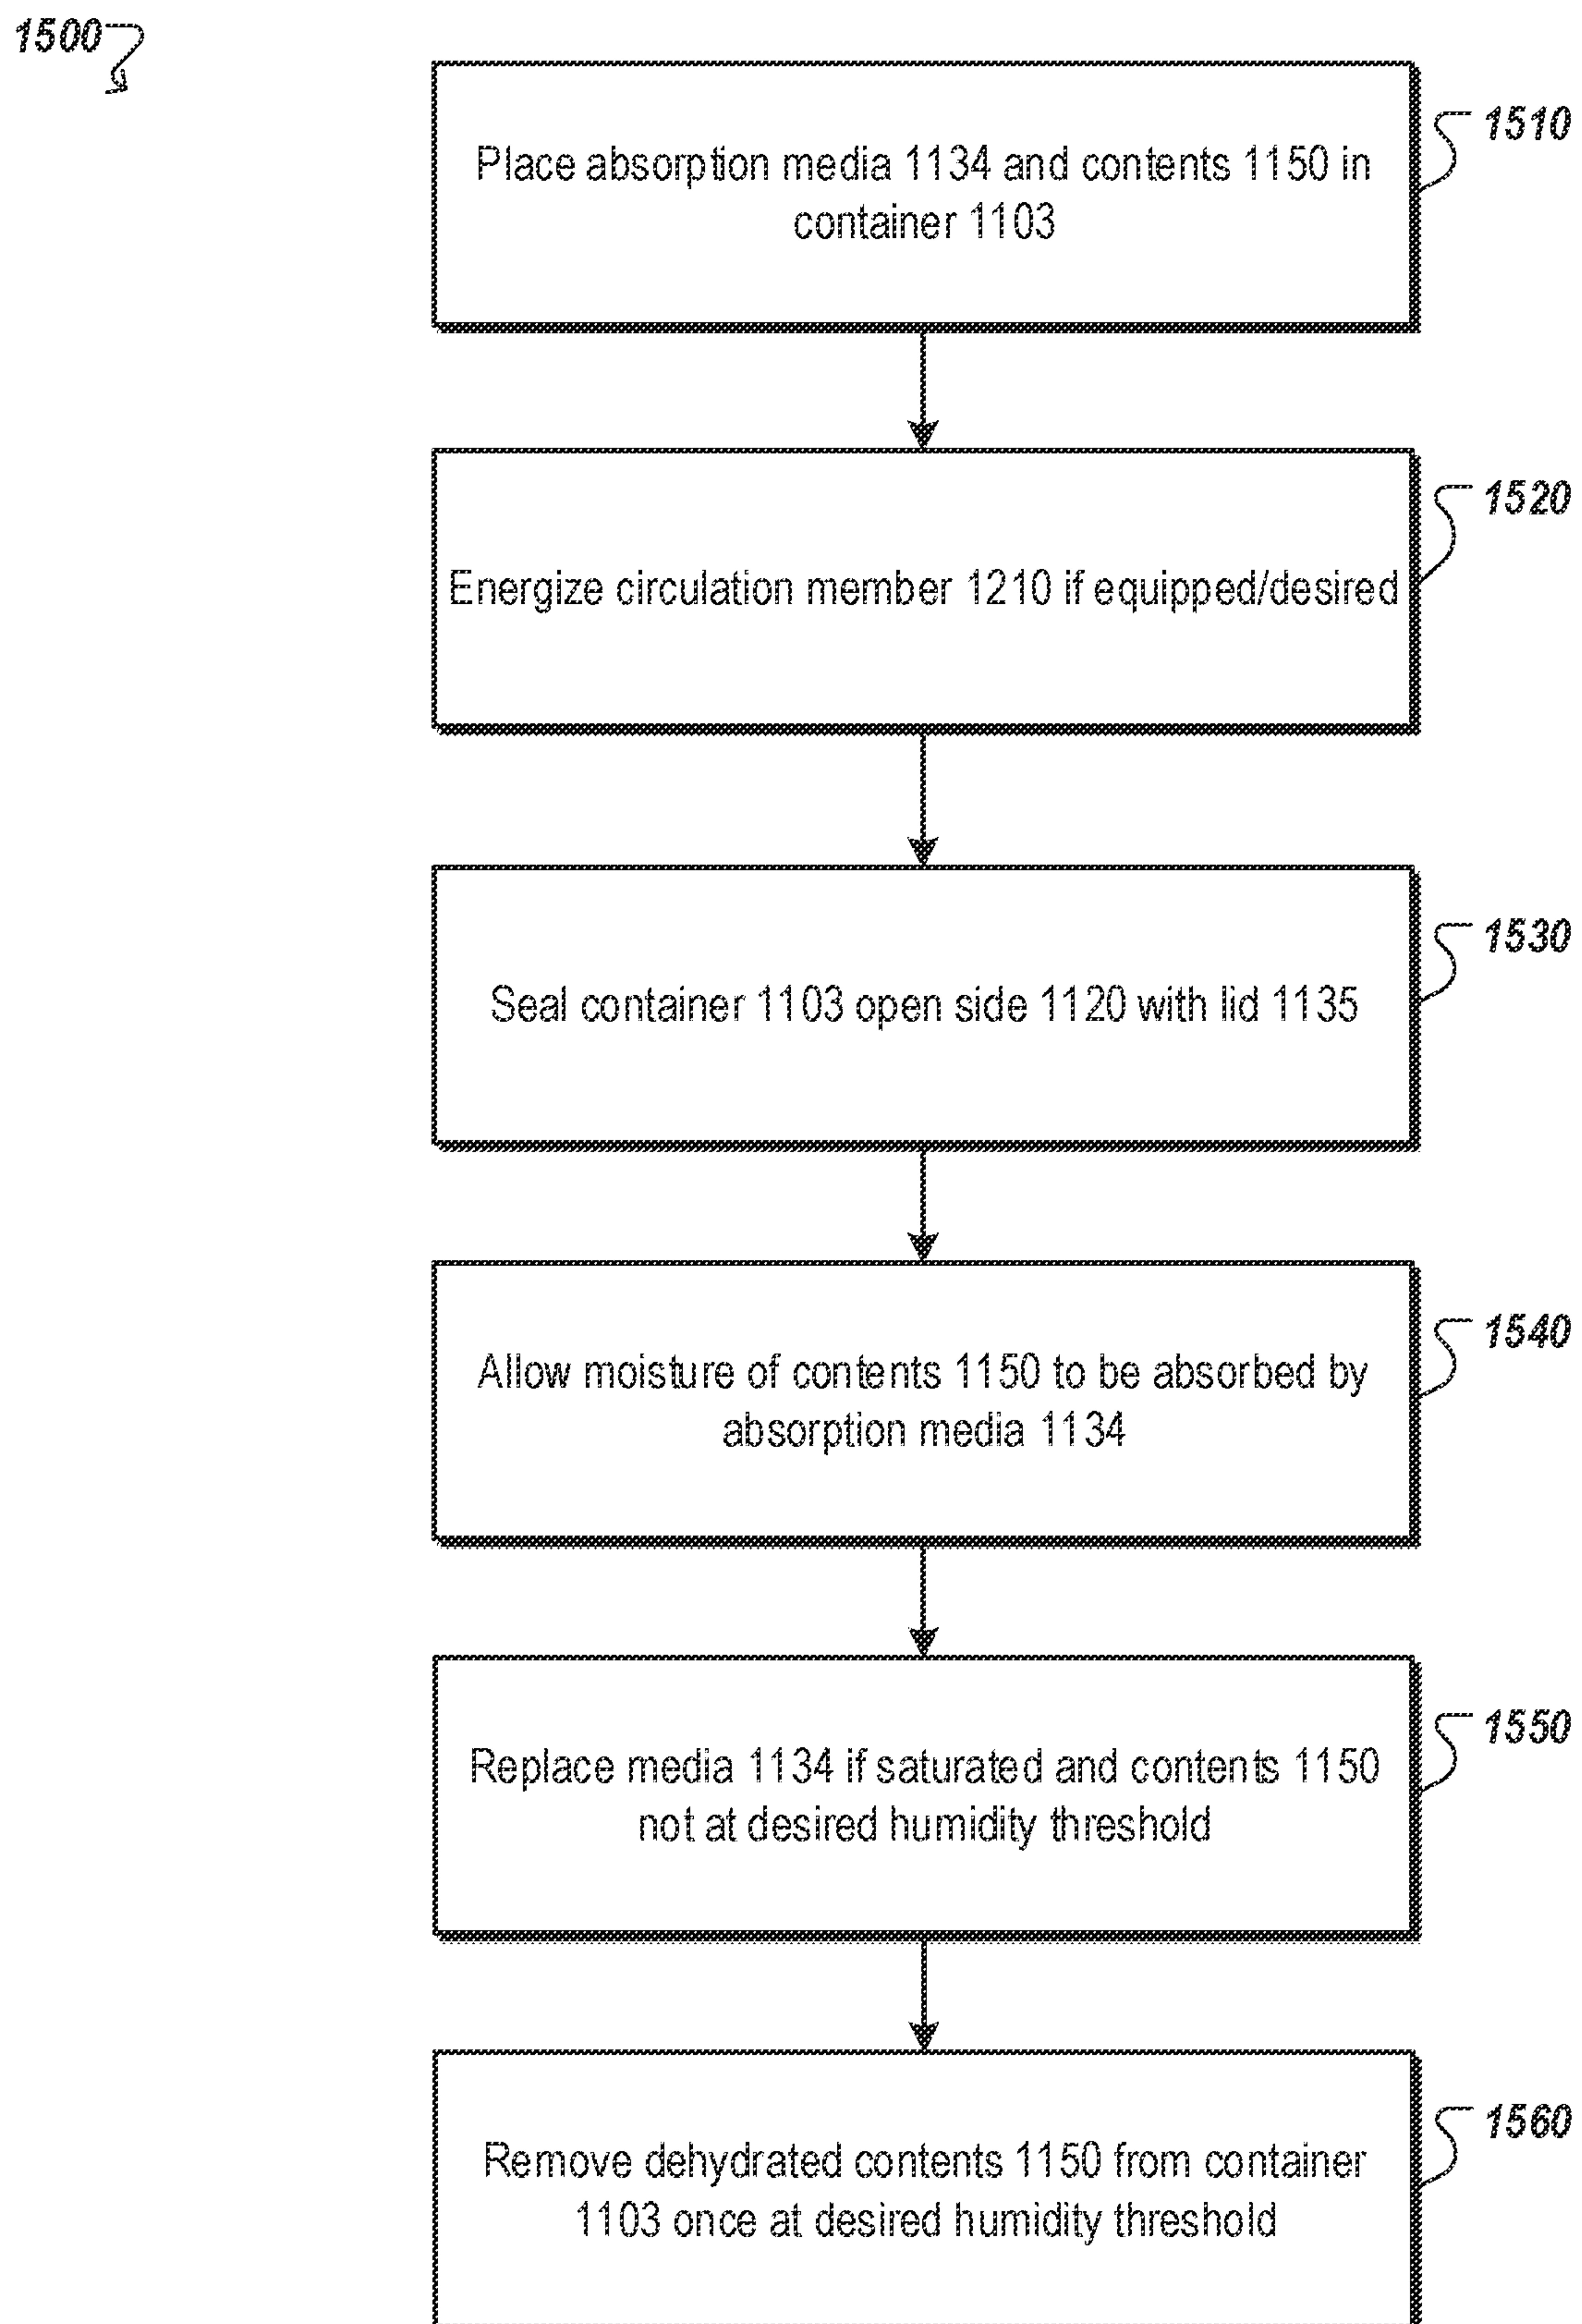 1500
Place absorption media 1134 and contents 1150 in
container 1103
1510
Energize circulation member 1210 if equipped/desired
1520
Seal container 1103 open side 1120 with lid 1135
1530
Allow moisture of contents 1150 to be absorbed by
absorption media 1134
1540
Replace media 1134 if saturated and contents 1150
not at desired humidity threshold
1550
Remove dehydrated contents 1150 from container
1103 once at desired humidity threshold
1560